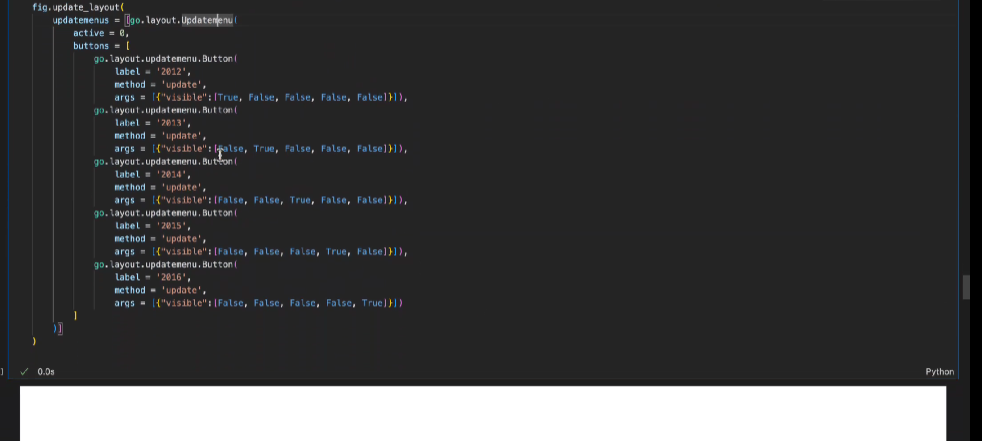 fig.update_layout(
    updatemenus = [go.layout.Updatemenu(
        active = 0,
        buttons = [
            go.layout.updatemenu.Button(
                label = '2012',
                method = 'update',
                args = [{"visible":[True, False, False, False, False]}]),
            go.layout.updatemenu.Button(
                label = '2013',
                method = 'update',
                args = [{"visible":[False, True, False, False, False]}]),
            go.layout.updatemenu.Button(
                label = '2014',
                method = 'update',
                args = [{"visible":[False, False, True, False, False]}]),
            go.layout.updatemenu.Button(
                label = '2015',
                method = 'update',
                args = [{"visible":[False, False, False, True, False]}]),
            go.layout.updatemenu.Button(
                label = '2016',
                method = 'update',
                args = [{"visible":[False, False, False, False, True]}])
        ]
    )]
)
] ✓ 0.0s Python